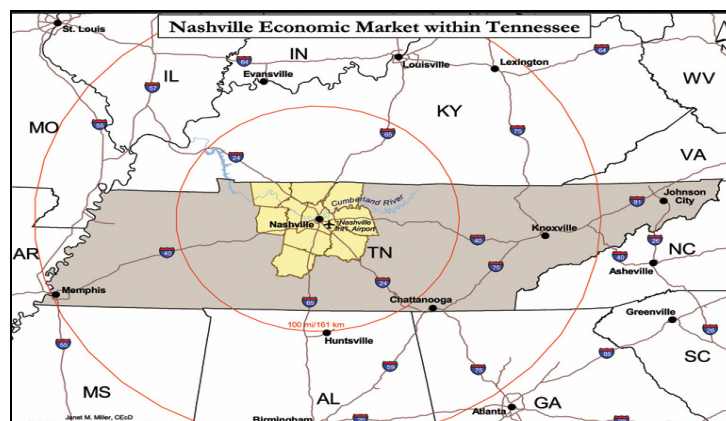 Nashville Economic Market within Tennessee
St. Louis
IN
64
Louisville
Lexington
64
IL
Evansville
57
WV
MO
55
KY
65
75
VA
24
Cumberland River
Johnson
City
81
Nashville
Nashville
Int'l. Airport
Knoxville
40
TN
40
26
NC
AR
40
75
40
Asheville
24
Memphis
65
Chattanooga
Greenville
100 mi/161 km
Huntsville
26
55
85
SC
59
75
MS
AL
GA
Atlanta
Janet M. Miller, CEcD
Birmingham